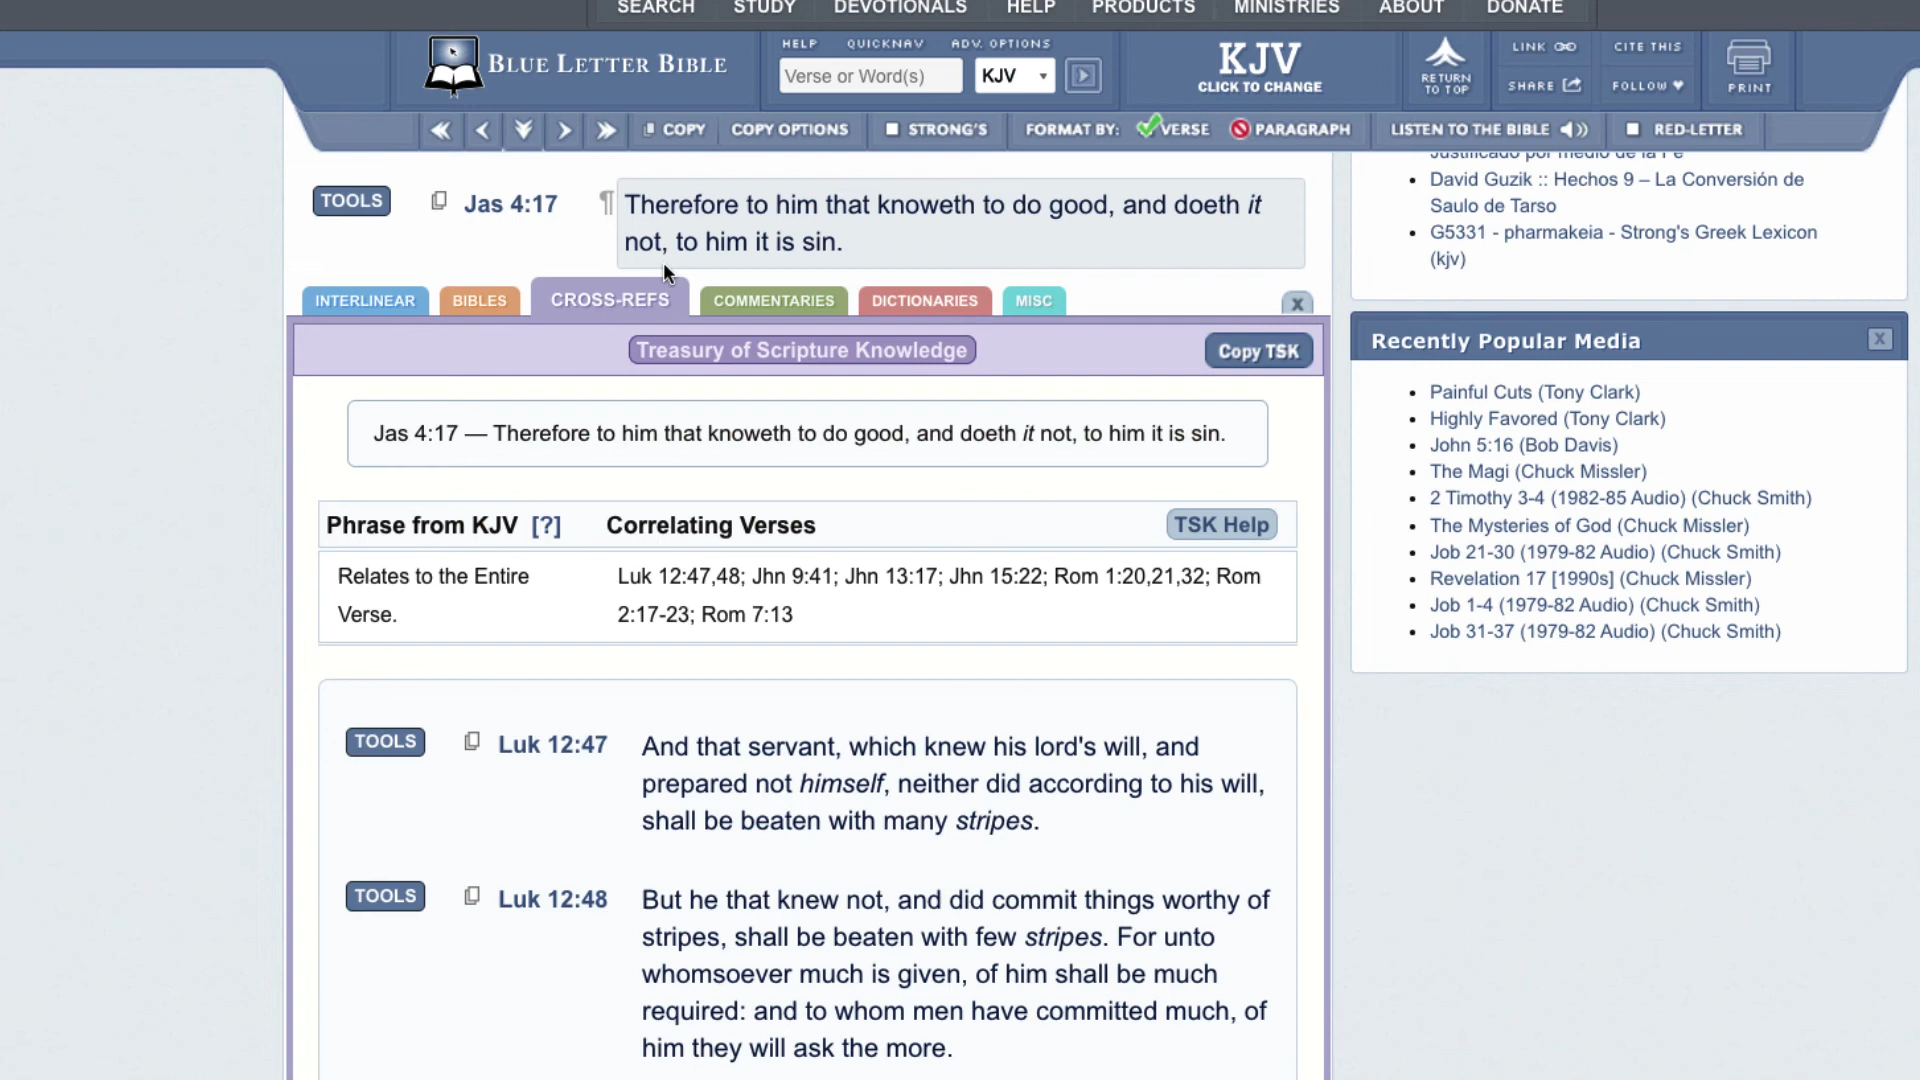 SEARCH STUDY DEVOTIONALS HELP PRODUCTS MINISTRIES ABOUT DONATE
BLUE LETTER BIBLE
HELP QUICKNAV ADV. OPTIONS
Verse or Word(s) KJV
KJV
CLICK TO CHANGE
RETURN
TO TOP
LINK
SHARE
CITE THIS
FOLLOW
PRINT
COPY COPY OPTIONS STRONG'S FORMAT BY: VERSE PARAGRAPH LISTEN TO THE BIBLE RED-LETTER
TOOLS Jas 4:17 ¶ Therefore to him that knoweth to do good, and doeth it
not, to him it is sin.
INTERLINEAR BIBLES CROSS-REFS COMMENTARIES DICTIONARIES MISC X
Treasury of Scripture Knowledge Copy TSK
Jas 4:17 — Therefore to him that knoweth to do good, and doeth it not, to him it is sin.
Phrase from KJV [?] Correlating Verses TSK Help
Relates to the Entire
Verse.
Luk 12:47,48; Jhn 9:41; Jhn 13:17; Jhn 15:22; Rom 1:20,21,32; Rom
2:17-23; Rom 7:13
TOOLS Luk 12:47 And that servant, which knew his lord's will, and
prepared not himself, neither did according to his will,
shall be beaten with many stripes.
TOOLS Luk 12:48 But he that knew not, and did commit things worthy of
stripes, shall be beaten with few stripes. For unto
whomsoever much is given, of him shall be much
required: and to whom men have committed much, of
him they will ask the more.
Justificado por medio de la Fe
• David Guzik :: Hechos 9 – La Conversión de
Saulo de Tarso
• G5331 - pharmakeia - Strong's Greek Lexicon
(kjv)
Recently Popular Media X
• Painful Cuts (Tony Clark)
• Highly Favored (Tony Clark)
• John 5:16 (Bob Davis)
• The Magi (Chuck Missler)
• 2 Timothy 3-4 (1982-85 Audio) (Chuck Smith)
• The Mysteries of God (Chuck Missler)
• Job 21-30 (1979-82 Audio) (Chuck Smith)
• Revelation 17 [1990s] (Chuck Missler)
• Job 1-4 (1979-82 Audio) (Chuck Smith)
• Job 31-37 (1979-82 Audio) (Chuck Smith)